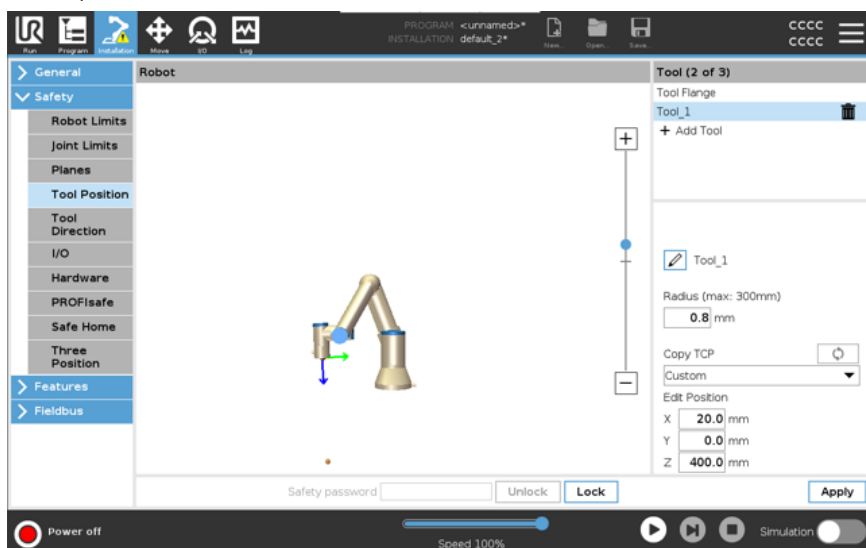 PROGRAM <unnamed>*
INSTALLATION default_2*
CCCC
CCCC
Run Program Installation Move I/O Log New... Open... Save...
General
Safety
Robot Limits
Joint Limits
Planes
Tool Position
Tool
Direction
I/O
Hardware
PROFIsafe
Safe Home
Three
Position
Features
Fieldbus
Robot
Tool (2 of 3)
Tool Flange
Tool_1
+ Add Tool
Tool_1
Radius (max: 300mm)
0.8 mm
Copy TCP
Custom
Edit Position
X 20.0 mm
Y 0.0 mm
Z 400.0 mm
Safety password Unlock Lock
Apply
Power off
Speed 100%
Simulation